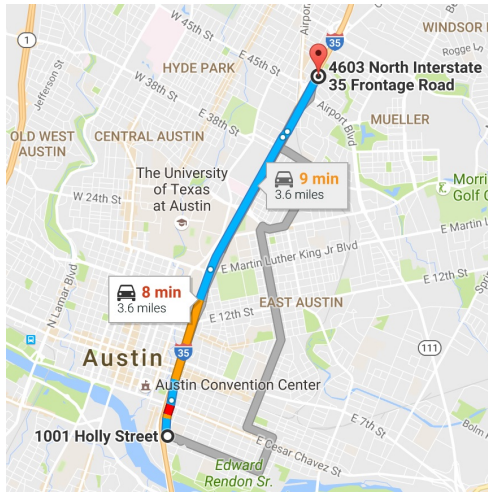 W 45th St
WINDSOR
35
1
Rogge
HYDE PARK
E 45th St
4603 North Interstate
35 Frontage Road
Jefferson St
W 38th St
Airport Blvd
E 38th St
MUELLER
OLD WEST
AUSTIN
CENTRAL AUSTIN
The University
of Texas
at Austin
9 min
3.6 miles
Morri
Golf C
W 24th St
E Martin L
E Martin Luther King Jr Blvd
N Lamar Blvd
8 min
3.6 miles
EAST AUSTIN
E 12th St
E 12th St
Austin
35
111
Austin Convention Center
E 7th St
1001 Holly Street
E Cesar Chavez St
Bolm
Edward
Rendon Sr.